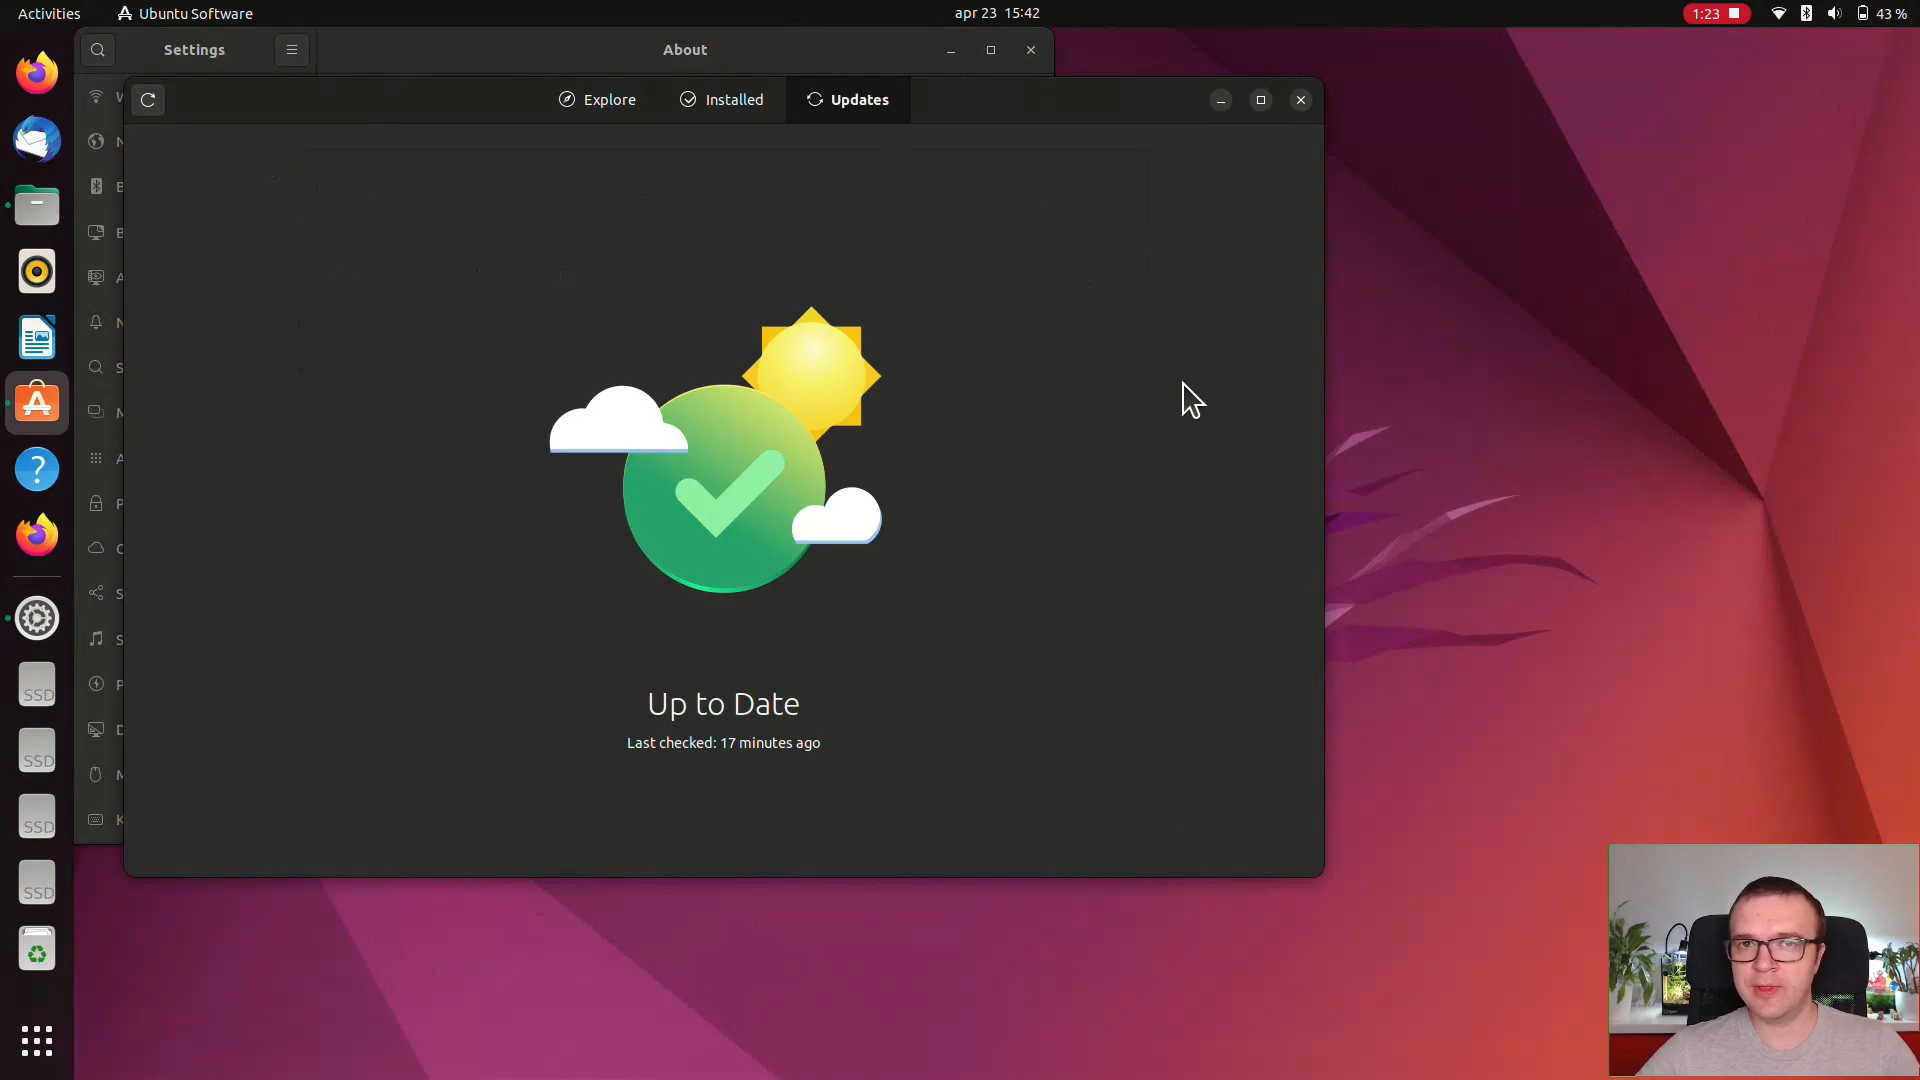 Activities
Ubuntu Software
apr 23 15:42
1:23
43 %
Settings
About
Explore
Installed
Updates
W
N
B
B
A
N
S
M
A
P
O
S
S
P
D
M
K
Up to Date
Last checked: 17 minutes ago
SSD
SSD
SSD
SSD